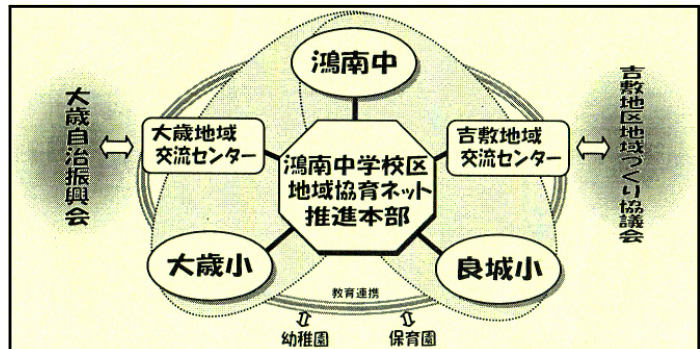 鴻南中
大歳自治振興会
大歳地域
交流センター
鴻南中学校区
地域協育ネット
推進本部
吉敷地域
交流センター
吉敷地区地域づくり協議会
大歳小
良城小
教育連携
幼稚園
保育園